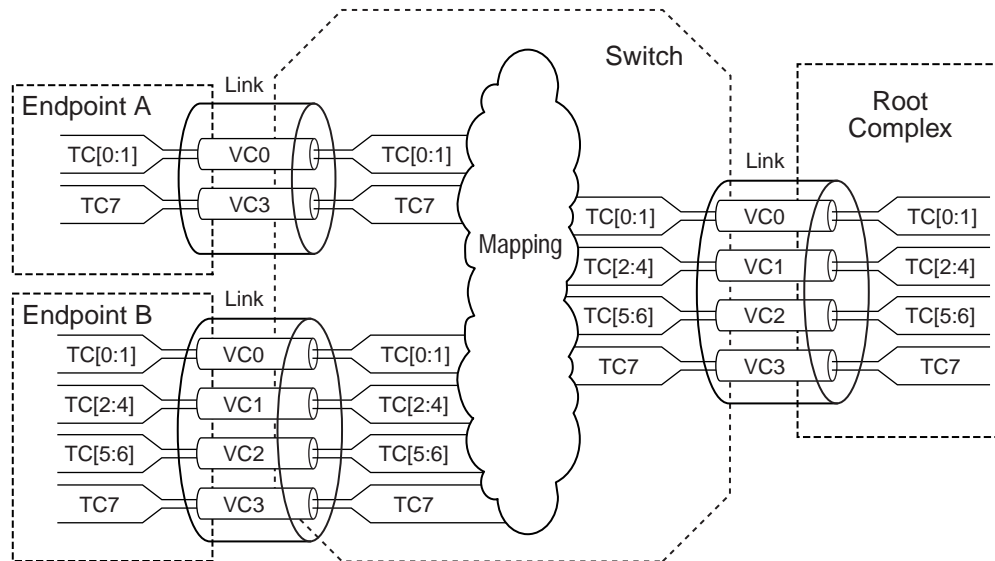 Switch
Link
Endpoint A
TC[0:1]
VC0
TC[0:1]
TC7
VC3
TC7
Link
Endpoint B
TC[0:1]
VC0
TC[0:1]
TC[2:4]
VC1
TC[2:4]
TC[5:6]
VC2
TC[5:6]
TC7
VC3
TC7
Mapping
Root
Complex
Link
TC[0:1]
VC0
TC[0:1]
TC[2:4]
VC1
TC[2:4]
TC[5:6]
VC2
TC[5:6]
TC7
VC3
TC7